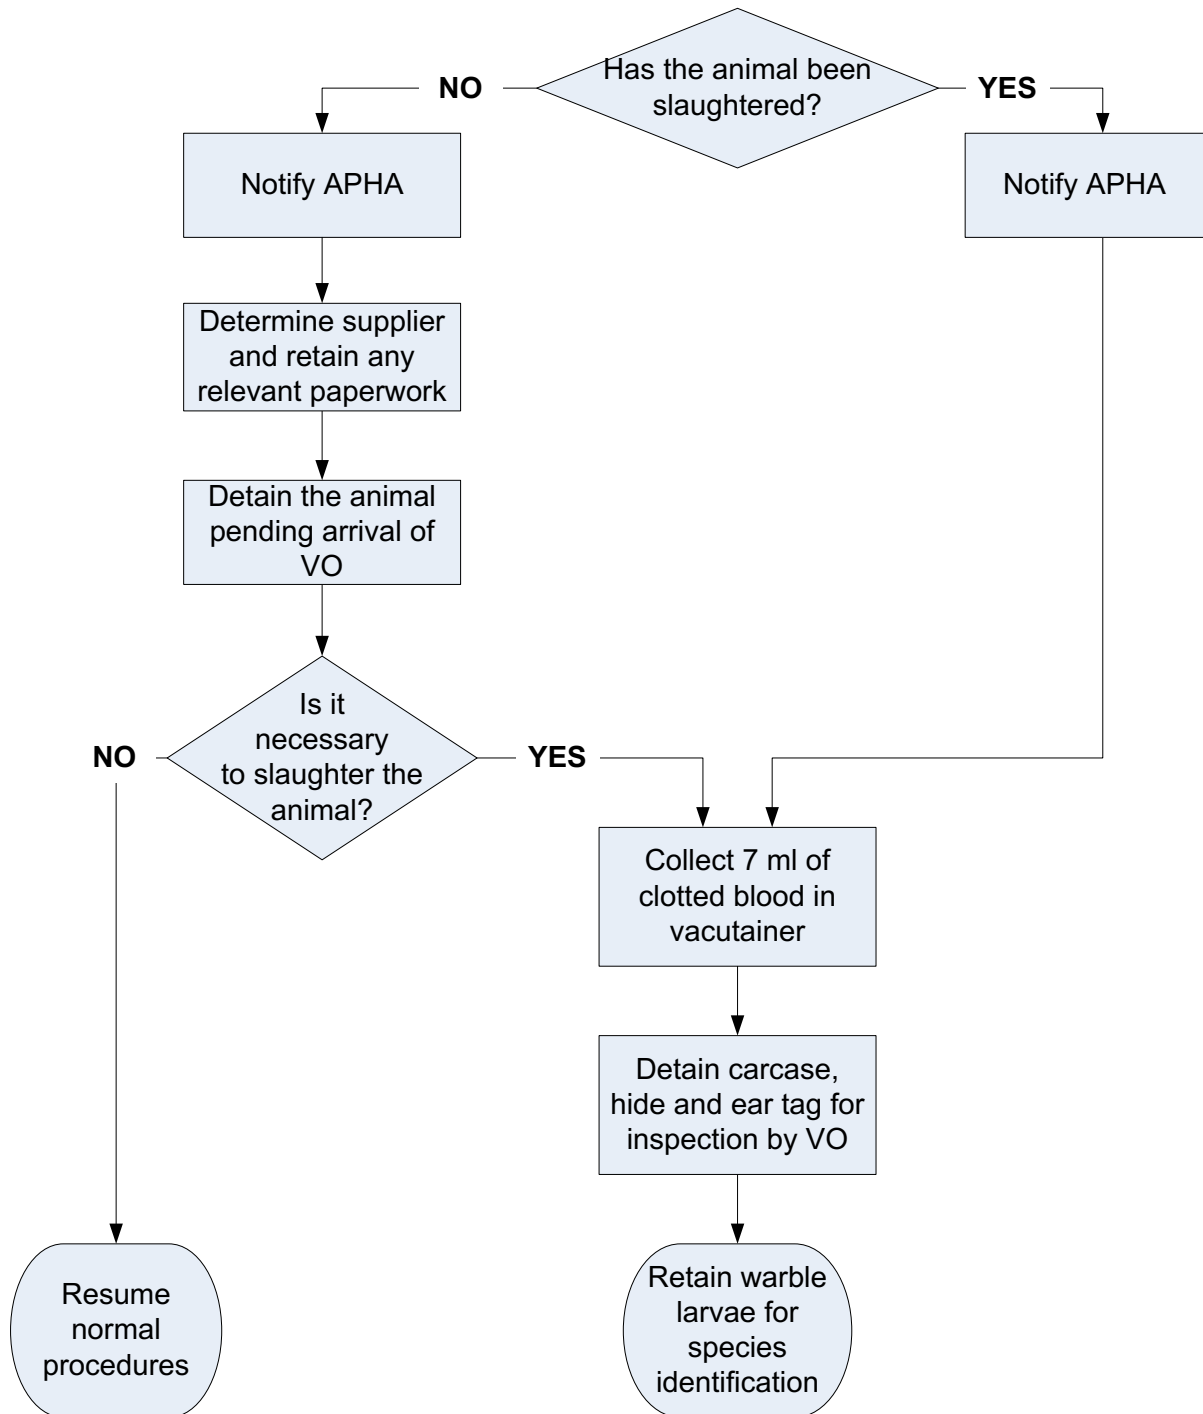 Has the animal been
slaughtered?
NO
YES
Notify APHA
Notify APHA
Determine supplier
and retain any
relevant paperwork
Detain the animal
pending arrival of
VO
Is it
necessary
to slaughter the
animal?
NO
YES
Collect 7 ml of
clotted blood in
vacutainer
Detain carcase,
hide and ear tag for
inspection by VO
Resume
normal
procedures
Retain warble
larvae for
species
identification